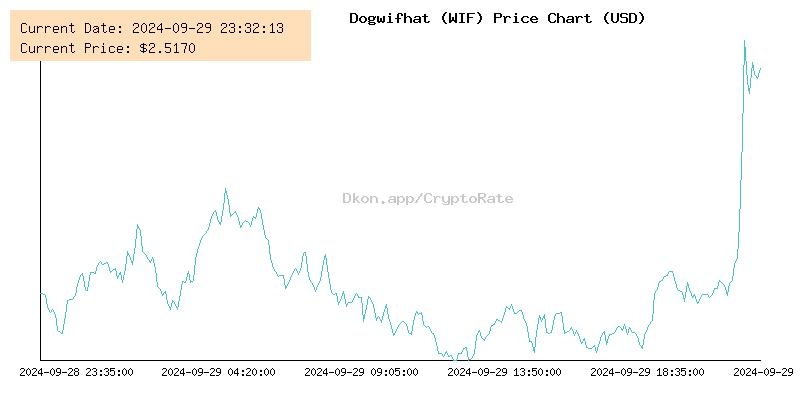 Dogwifhat (WIF) Price Chart (USD)
Current Date: 2024-09-29 23:32:13
Current Price: $2.5170
Dkon.app/CryptoRate
2024-09-28 23:35:00
2024-09-29 04:20:00
2024-09-29 09:05:00
2024-09-29 13:50:00
2024-09-29 18:35:00
2024-09-29